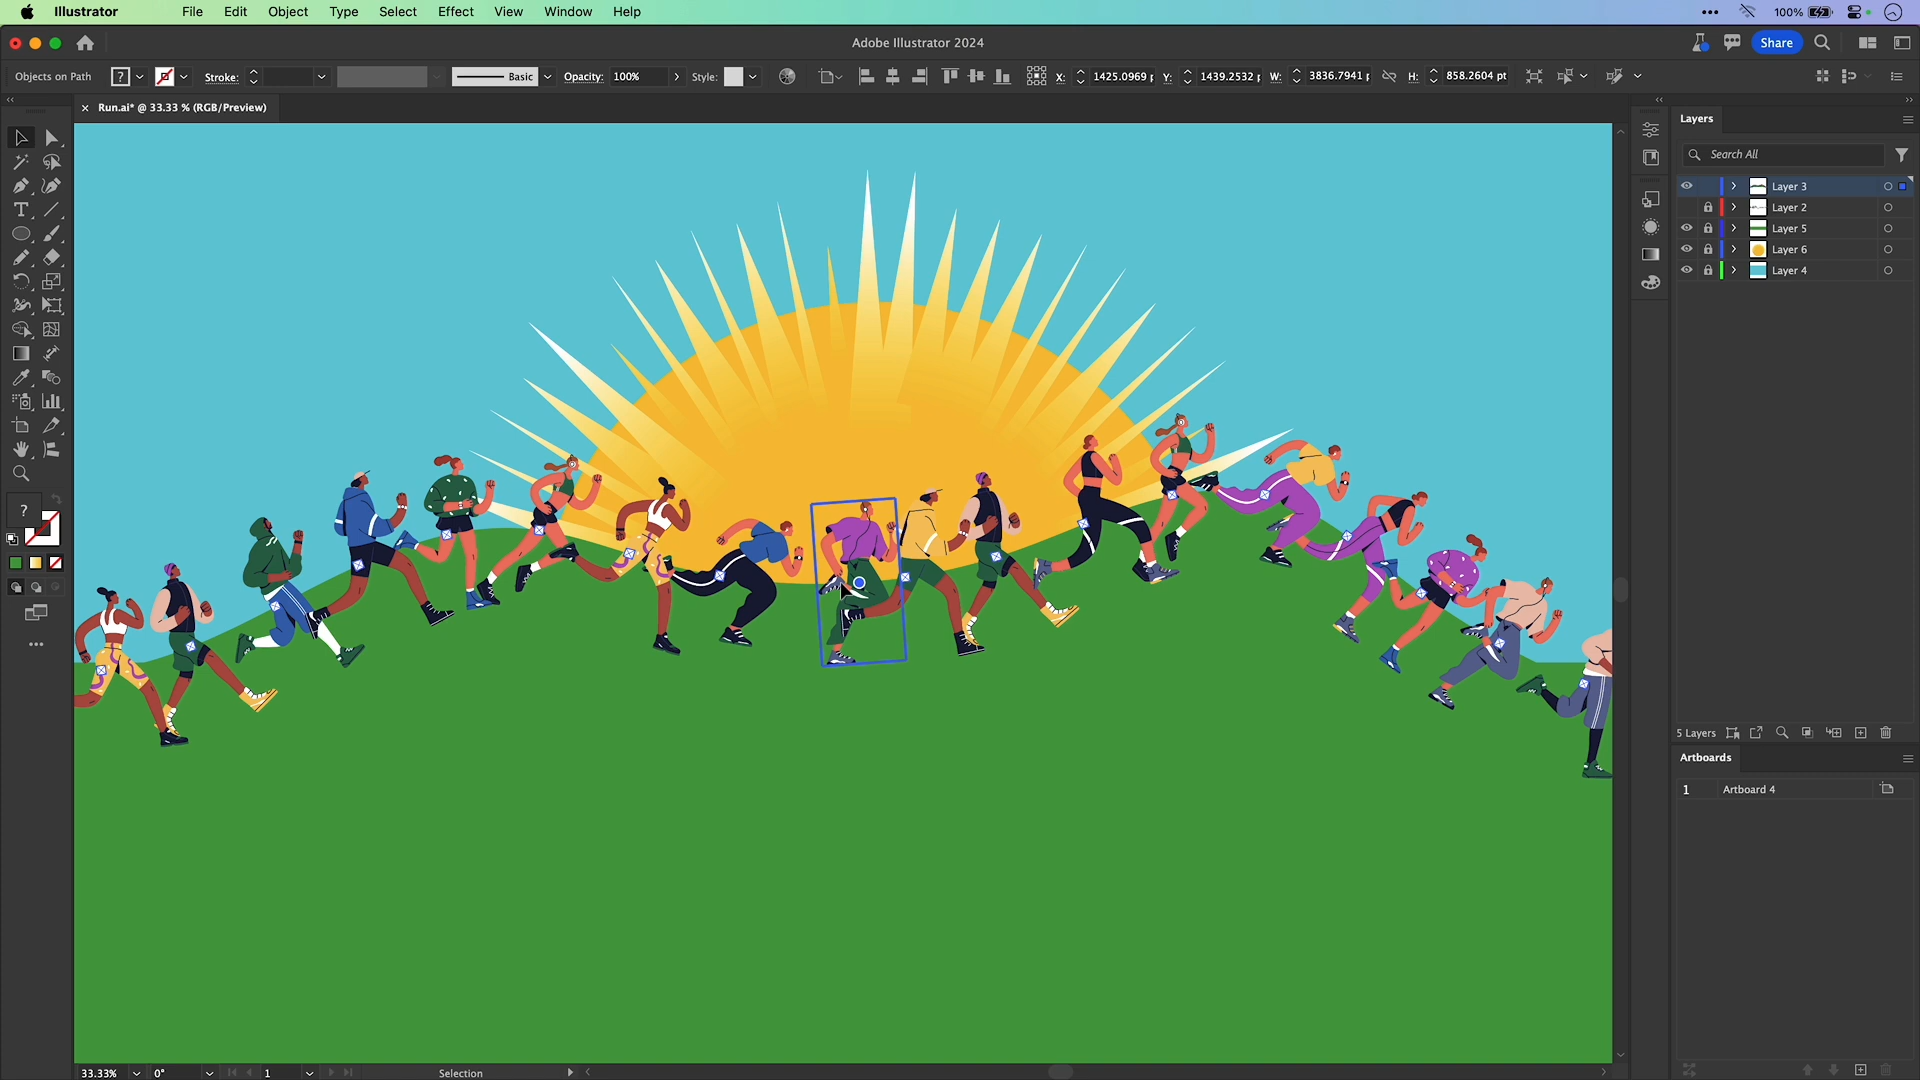 Illustrator File Edit Object Type Select Effect View Window Help 100%
Adobe Illustrator 2024 Share
Objects on Path ? Stroke: Basic Opacity: 100% Style: X: 1425.0969 p Y: 1439.2532 p W: 3836.7941 p H: 858.2604 pt
Run.ai* @ 33.33 % (RGB/Preview)
Layers
Search All
Layer 3
Layer 2
Layer 5
Layer 6
Layer 4
?
5 Layers
Artboards
1 Artboard 4
33.33% 0° 1 Selection